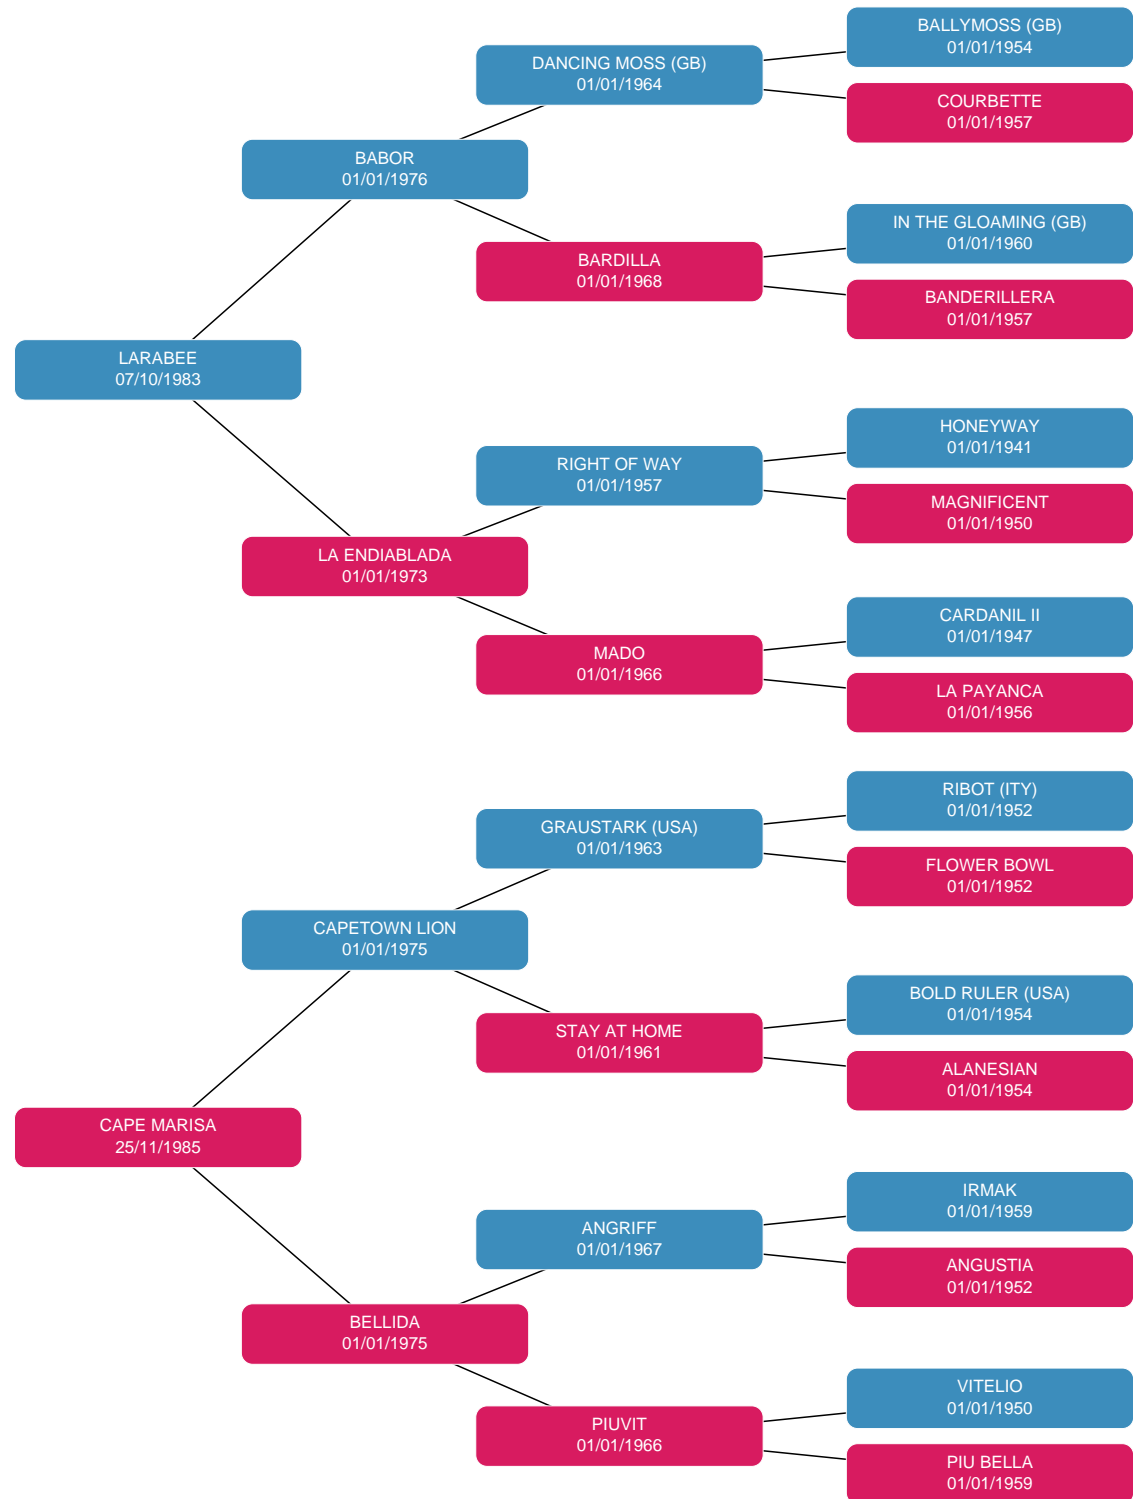 BALLYMOSS (GB)
01/01/1954
DANCING MOSS (GB)
01/01/1964
COURBETTE
01/01/1957
BABOR
01/01/1976
IN THE GLOAMING (GB)
01/01/1960
BARDILLA
01/01/1968
BANDERILLERA
01/01/1957
LARABEE
07/10/1983
HONEYWAY
01/01/1941
RIGHT OF WAY
01/01/1957
MAGNIFICENT
01/01/1950
LA ENDIABLADA
01/01/1973
CARDANIL II
01/01/1947
MADO
01/01/1966
LA PAYANCA
01/01/1956
RIBOT (ITY)
01/01/1952
GRAUSTARK (USA)
01/01/1963
FLOWER BOWL
01/01/1952
CAPETOWN LION
01/01/1975
BOLD RULER (USA)
01/01/1954
STAY AT HOME
01/01/1961
ALANESIAN
01/01/1954
CAPE MARISA
25/11/1985
IRMAK
01/01/1959
ANGRIFF
01/01/1967
ANGUSTIA
01/01/1952
BELLIDA
01/01/1975
VITELIO
01/01/1950
PIUVIT
01/01/1966
PIU BELLA
01/01/1959